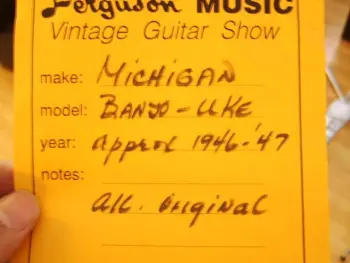 Ferguson MUSIC
Vintage Guitar Show
make: MICHIGAN
model: BANJO-UKE
year: approx 1946-'47
notes:
All. Original